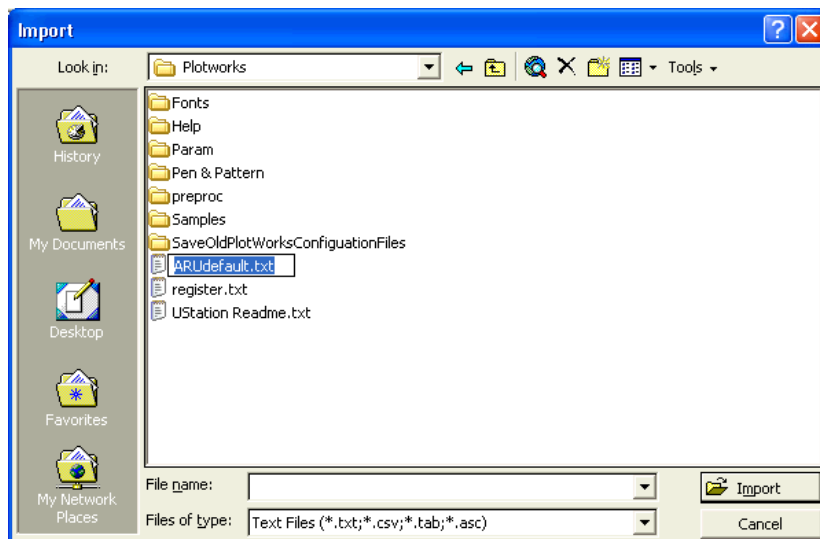 Import
Look in:
Plotworks
Tools
History
My Documents
Desktop
Favorites
My Network
Places
Fonts
Help
Param
Pen & Pattern
preproc
Samples
SaveOldPlotWorksConfiguationFiles
ARUdefault.txt
register.txt
UStation Readme.txt
File name:
Import
Files of type:
Text Files (*.txt;*.csv;*.tab;*.asc)
Cancel